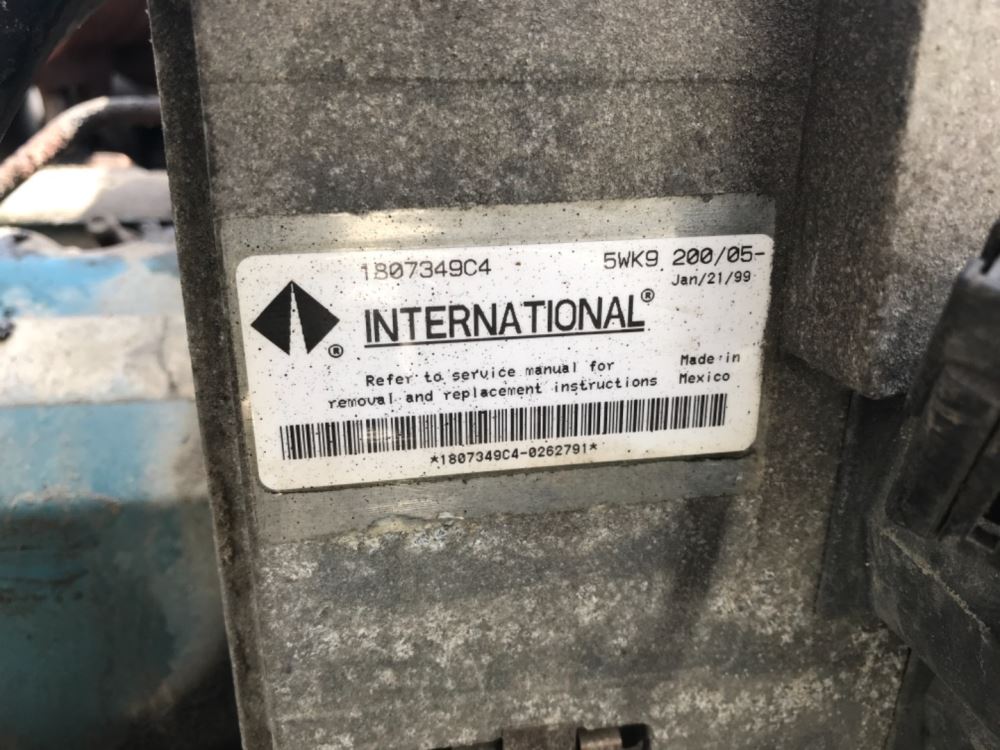 1807349C4 5WK9 200/05-
Jan/21/99
INTERNATIONAL®
®
Refer to service manual for
removal and replacement instructions
Made in
Mexico
*1807349C4-0262791*